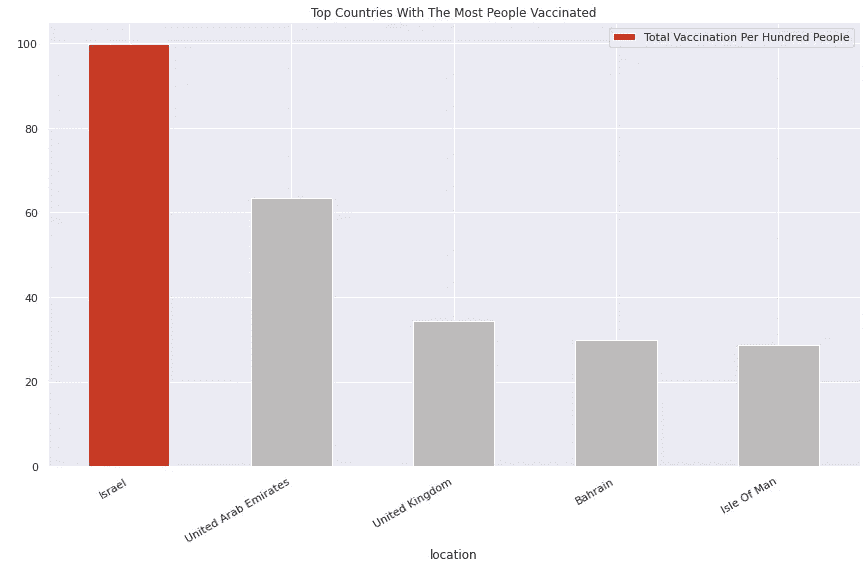 Top Countries With The Most People Vaccinated
Total Vaccination Per Hundred People
100
80
60
40
20
0
Israel
United Arab Emirates
United Kingdom
Bahrain
Isle Of Man
location